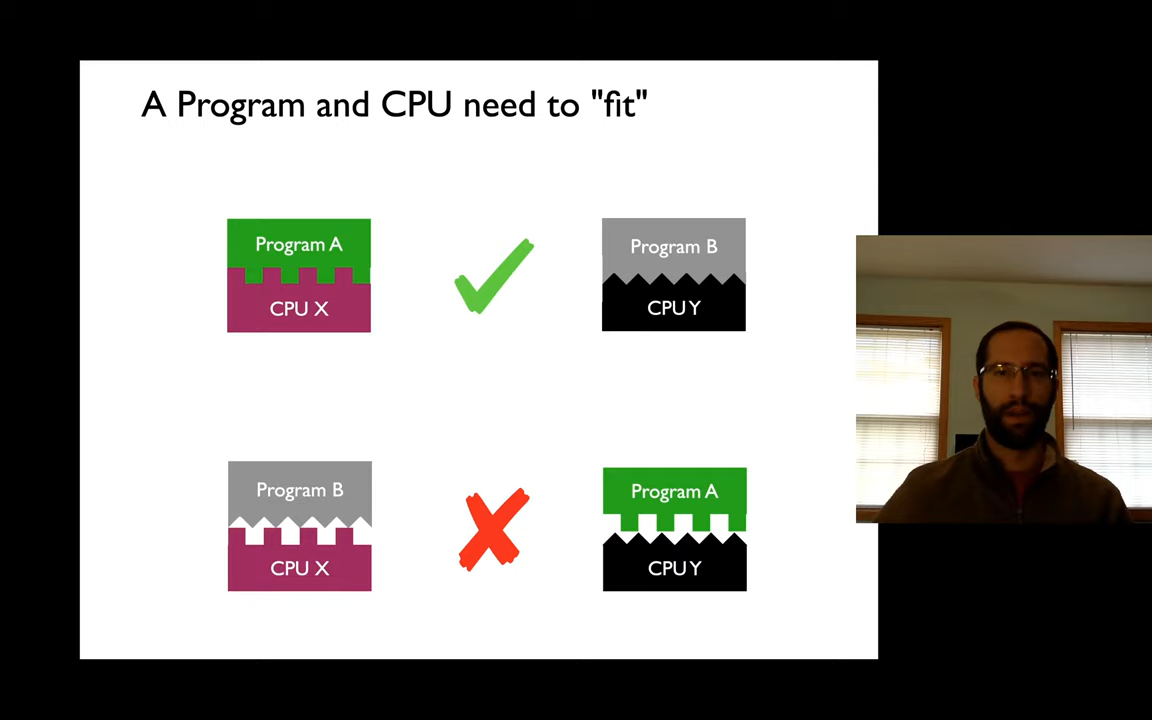 A Program and CPU need to "fit"
Program A
CPU X
Program B
CPU Y
Program B
CPU X
Program A
CPU Y